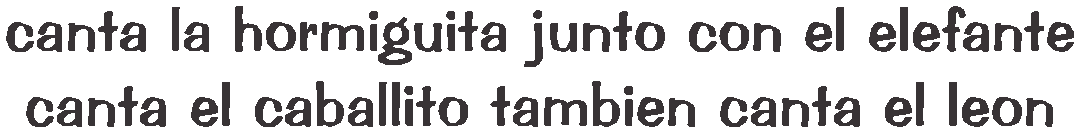 canta la hormiguita junto con el elefante
canta el caballito tambien canta el leon